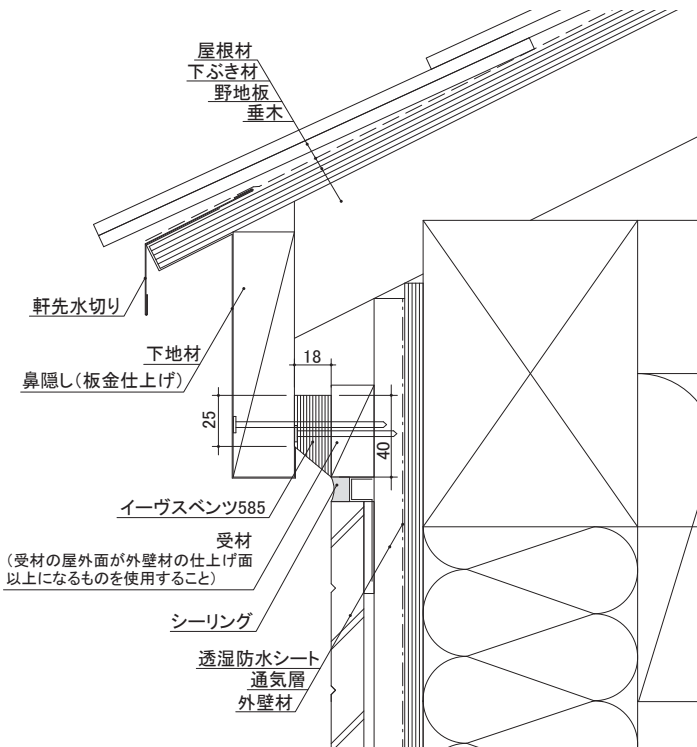 屋根材
下ぶき材
野地板
垂木
軒先水切り
下地材
鼻隠し（板金仕上げ）
18
25
40
イーヴスベンツ585
受材
（受材の屋外面が外壁材の仕上げ面
以上になるものを使用すること）
シーリング
透湿防水シート
通気層
外壁材